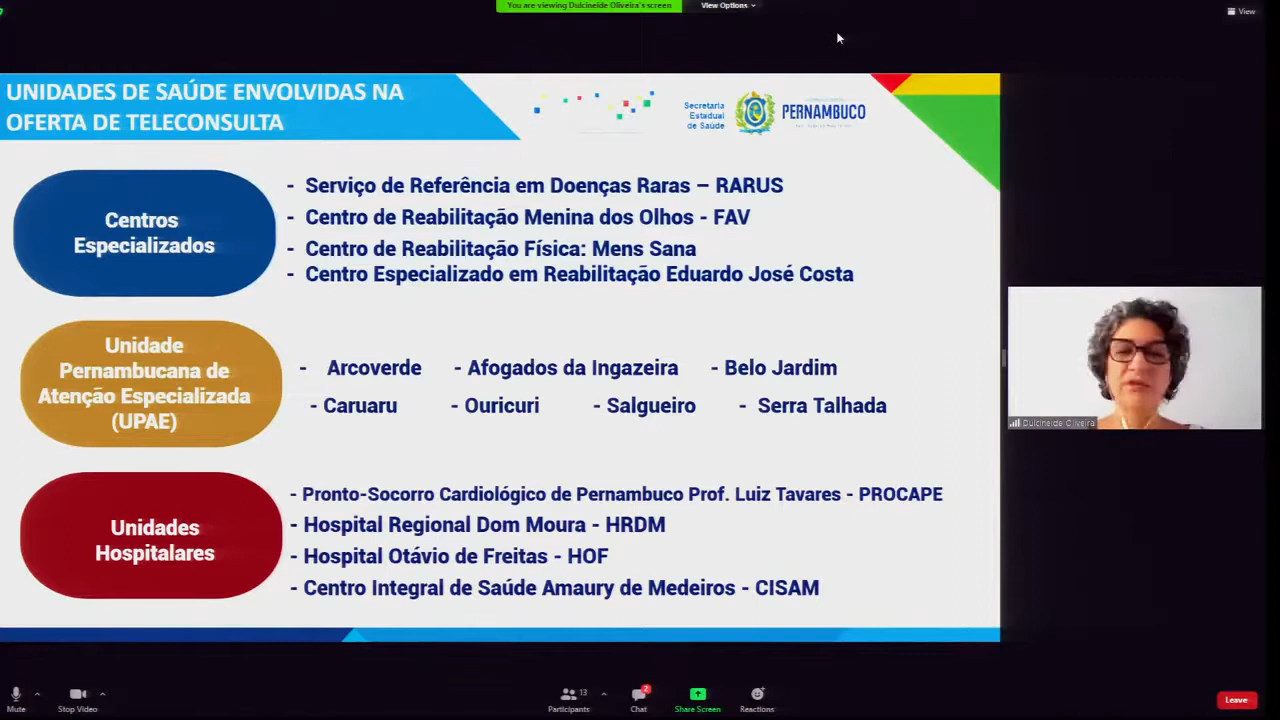 You are viewing Dulcineide Oliveira's screen
View Options
View
UNIDADES DE SAÚDE ENVOLVIDAS NA
OFERTA DE TELECONSULTA
Secretaria
Estadual
de Saúde
PERNAMBUCO
Centros
Especializados
- Serviço de Referência em Doenças Raras – RARUS
- Centro de Reabilitação Menina dos Olhos - FAV
- Centro de Reabilitação Física: Mens Sana
- Centro Especializado em Reabilitação Eduardo José Costa
Unidade
Pernambucana de
Atenção Especializada
(UPAE)
- Arcoverde - Afogados da Ingazeira - Belo Jardim
- Caruaru - Ouricuri - Salgueiro - Serra Talhada
Unidades
Hospitalares
- Pronto-Socorro Cardiológico de Pernambuco Prof. Luiz Tavares - PROCAPE
- Hospital Regional Dom Moura - HRDM
- Hospital Otávio de Freitas - HOF
- Centro Integral de Saúde Amaury de Medeiros - CISAM
Dulcineide Oliveira
Mute
Stop Video
13
Participants
2
Chat
Share Screen
Reactions
Leave